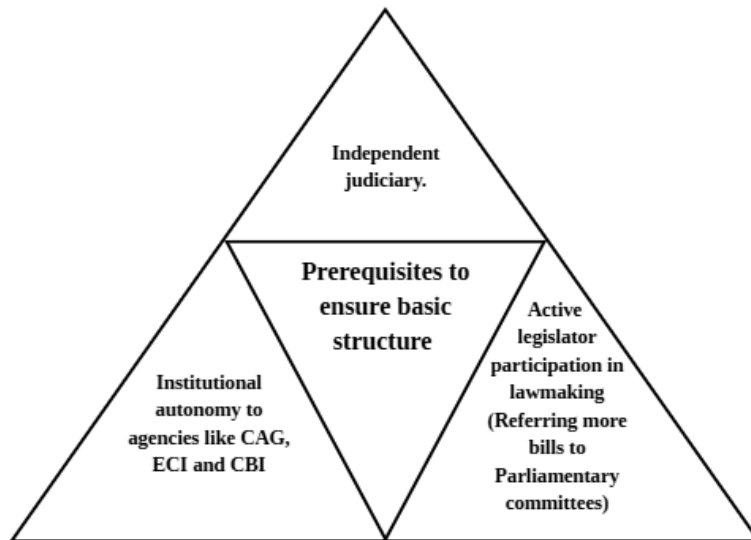 Independent
judiciary.
Prerequisites to
ensure basic
structure
Institutional
autonomy to
agencies like CAG,
ECI and CBI
Active
legislator
participation in
lawmaking
(Referring more
bills to
Parliamentary
committees)